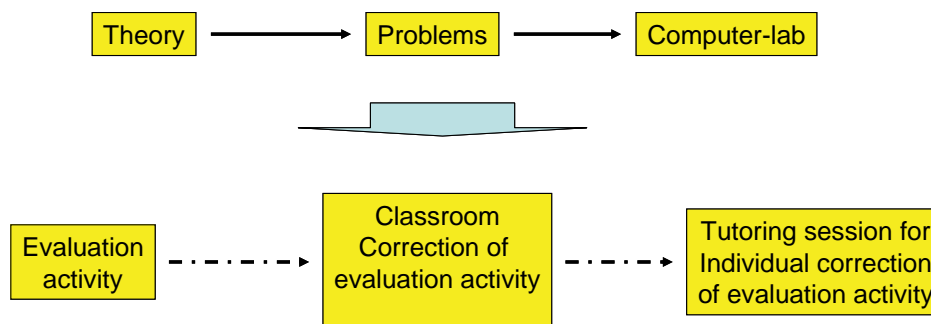 Theory
Problems
Computer-lab
Classroom
Correction of
evaluation activity
Evaluation
activity
Tutoring session for
Individual correction
of evaluation activity